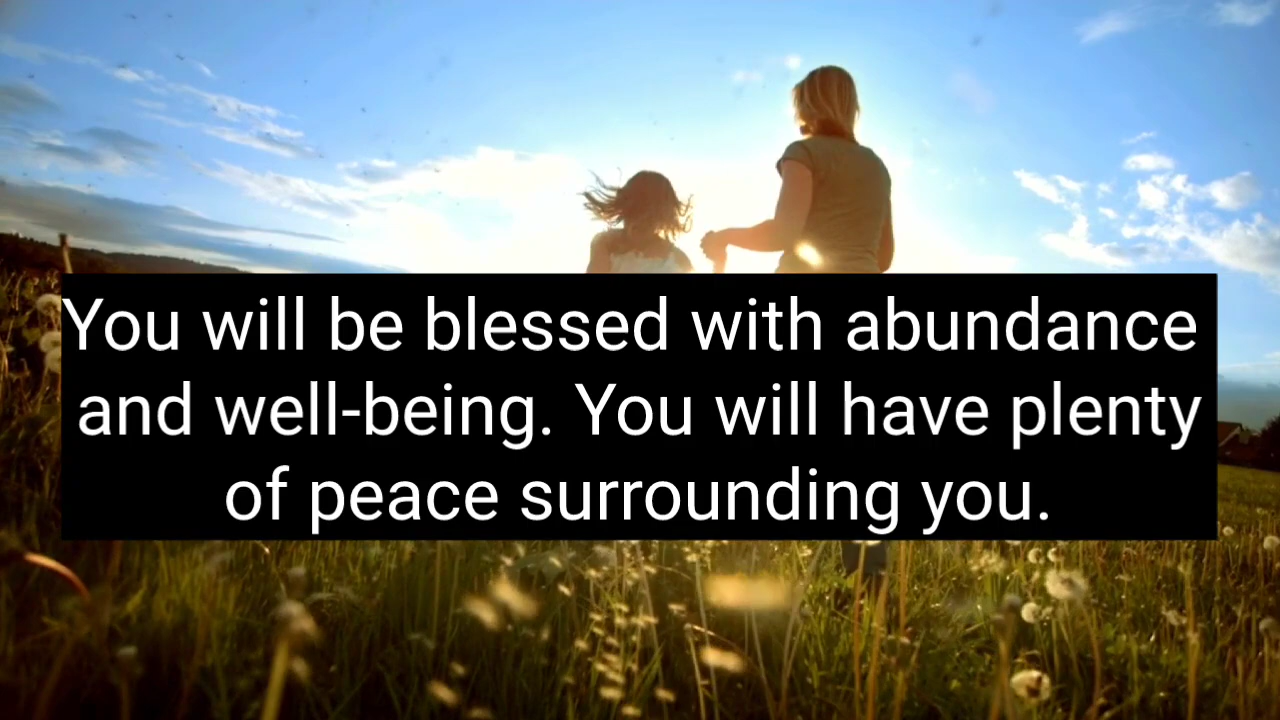 You will be blessed with abundance
and well-being. You will have plenty
of peace surrounding you.